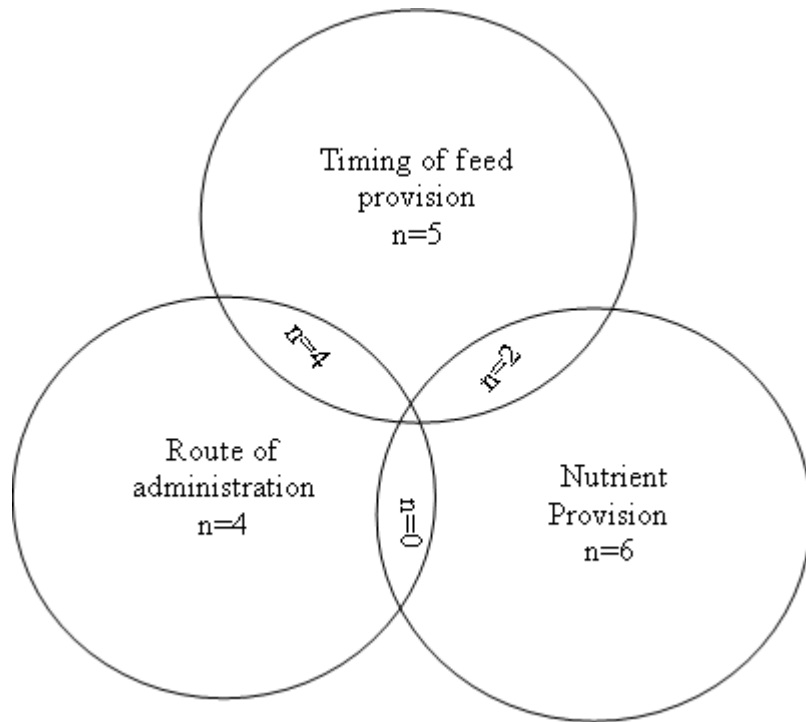 Timing of feed
provision
n=5
n=4
n=2
Route of
administration
n=4
n=0
Nutrient
Provision
n=6